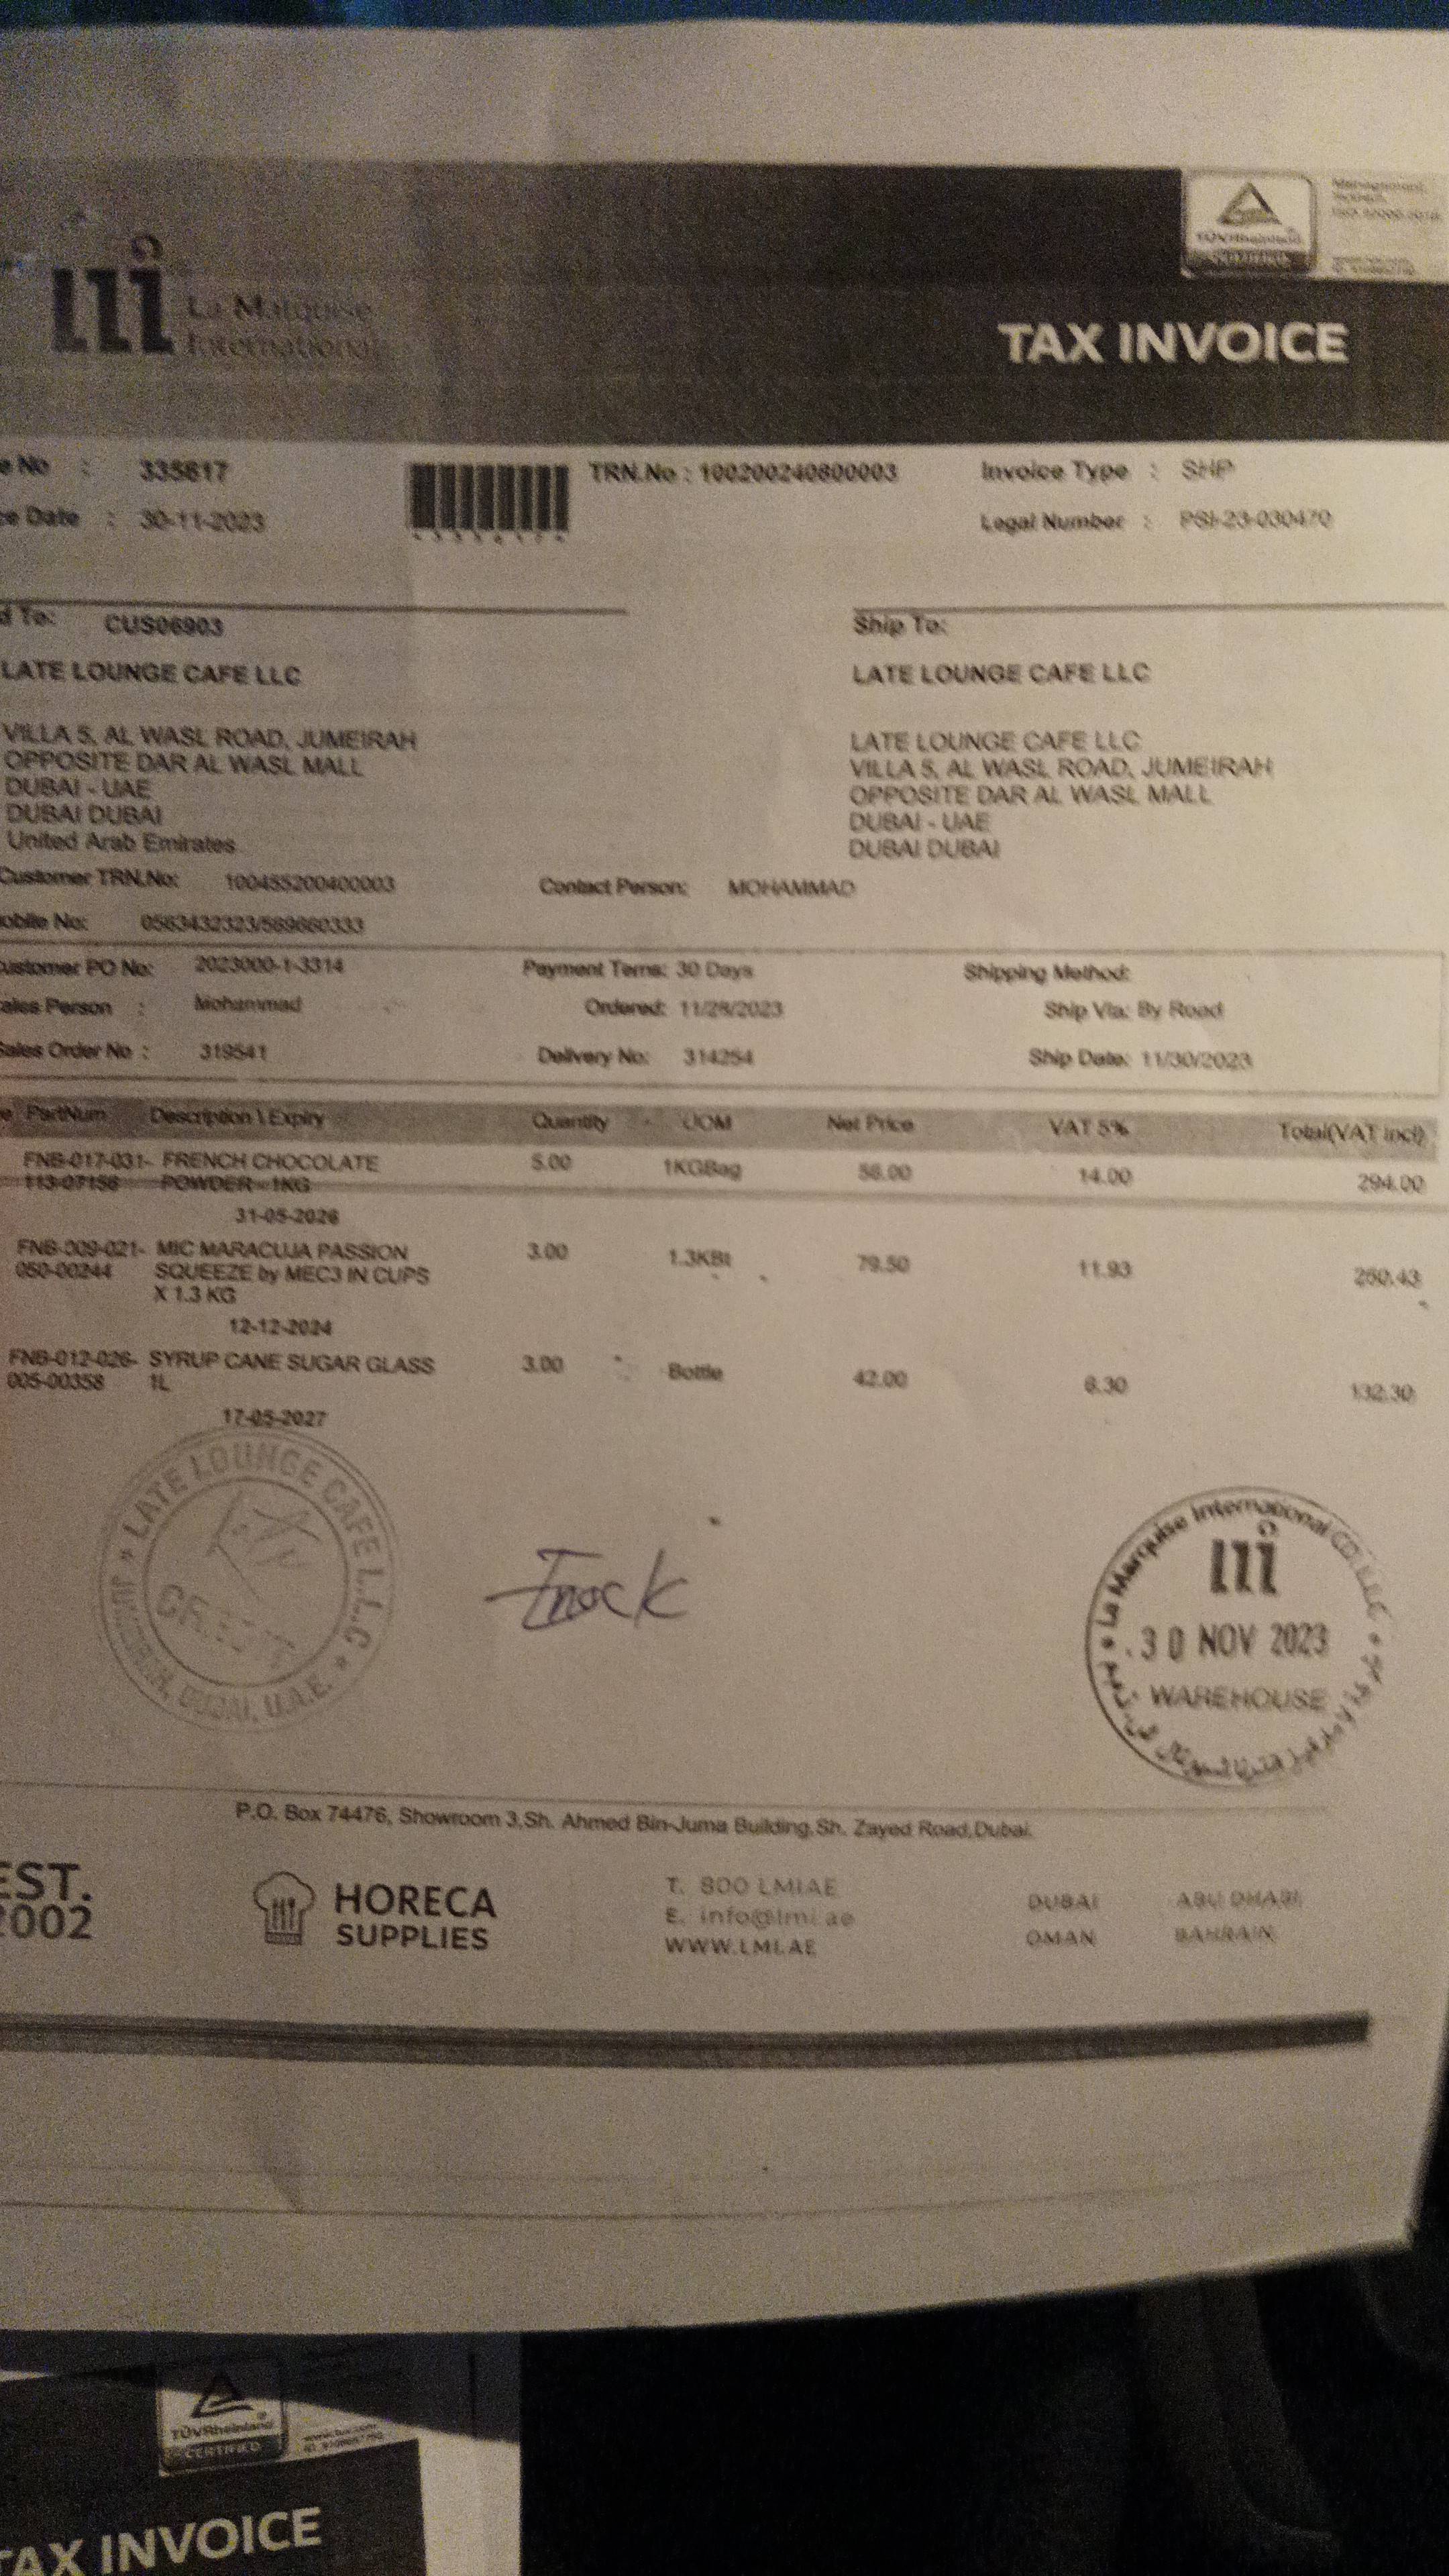 La Marquise
International
TÜVRheinland
CERTIFIED
Management
TAX INVOICE
e No : 335617
ce Date : 30-11-2023
TRN.No : 100200240800003
Invoice Type : SHP
Legal Number : PSI-23-030470
d To: CUS06903
LATE LOUNGE CAFE LLC
VILLA 5, AL WASL ROAD, JUMEIRAH
OPPOSITE DAR AL WASL MALL
DUBAI - UAE
DUBAI DUBAI
United Arab Emirates
Ship To:
LATE LOUNGE CAFE LLC
LATE LOUNGE CAFE LLC
VILLA 5, AL WASL ROAD, JUMEIRAH
OPPOSITE DAR AL WASL MALL
DUBAI - UAE
DUBAI DUBAI
Customer TRN.No: 100455200400003 Contact Person: MOHAMMAD
obile No: 0563432323/569660333
ustomer PO No: 2023000-1-3314 Payment Terms: 30 Days Shipping Method:
ales Person : Mohammad Ordered: 11/28/2023 Ship Via: By Road
Sales Order No : 319541 Delivery No: 314254 Ship Date: 11/30/2023
e PartNum Description \ Expiry Quantity UOM Net Price VAT 5% Total(VAT Incl)
FNB-017-031- FRENCH CHOCOLATE 5.00 1KGBag 56.00 14.00 294.00
113-07156 POWDER - 1KG
31-05-2026
FNB-009-021- MIC MARACUJA PASSION 3.00 1.3KBt 79.50 11.93 250.43
050-00244 SQUEEZE by MEC3 IN CUPS
X 1.3 KG
12-12-2024
FNB-012-026- SYRUP CANE SUGAR GLASS 3.00 Bottle 42.00 6.30 132.30
005-00358 1L
17-05-2027
LATE LOUNGE CAFE L.L.C
JUMEIRAH, DUBAI, U.A.E.
Enock
La Marquise International CO.L.L.C
30 NOV 2023
WAREHOUSE
P.O. Box 74476, Showroom 3,Sh. Ahmed Bin-Juma Building,Sh. Zayed Road,Dubai.
EST.
2002
HORECA
SUPPLIES
T. 800 LMIAE
E. info@lmi.ae
WWW.LMI.AE
DUBAI ABU DHABI
OMAN BAHRAIN
TÜVRheinland
CERTIFIED
TAX INVOICE